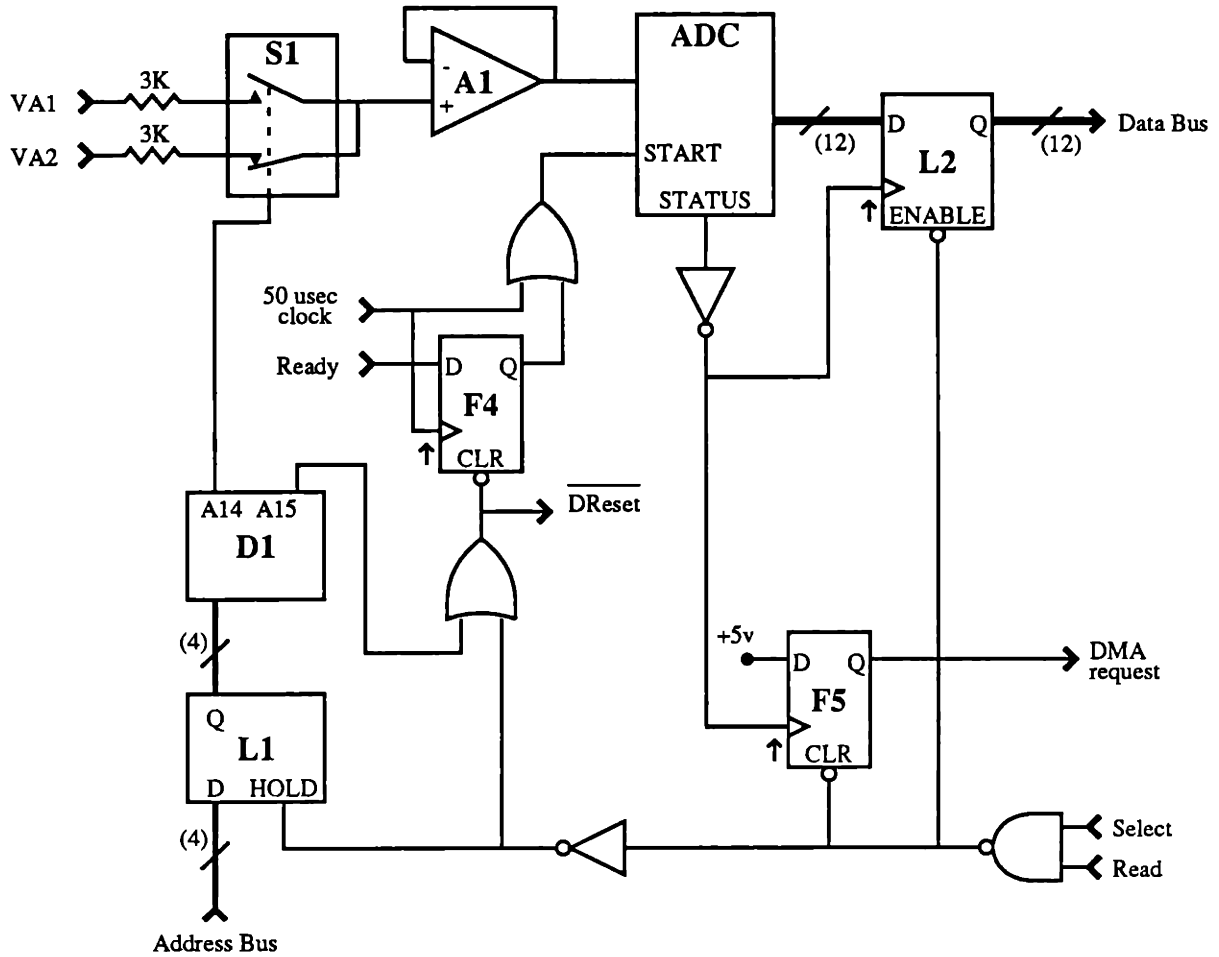 S1
ADC
3K
VA1
A1
-
+
3K
VA2
START
STATUS
(12)
D Q
L2
ENABLE
↑
(12)
Data Bus
50 usec
clock
Ready
D Q
F4
CLR
↑
DReset
A14 A15
D1
(4)
Q
L1
D HOLD
(4)
Address Bus
+5v
D Q
F5
CLR
↑
DMA
request
Select
Read